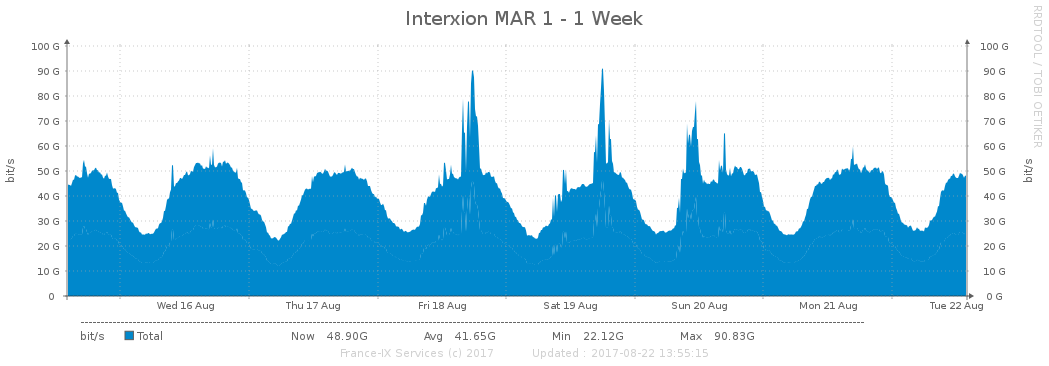 Interxion MAR 1 - 1 Week
RRDTOOL / TOBI OETIKER
bit/s
100 G 100 G
90 G 90 G
80 G 80 G
70 G 70 G
60 G 60 G
50 G 50 G
40 G 40 G
30 G 30 G
20 G 20 G
10 G 10 G
0 0 G
bit/s
Wed 16 Aug Thu 17 Aug Fri 18 Aug Sat 19 Aug Sun 20 Aug Mon 21 Aug Tue 22 Aug
bit/s Total Now 48.90G Avg 41.65G Min 22.12G Max 90.83G
France-IX Services (c) 2017 Updated : 2017-08-22 13:55:15